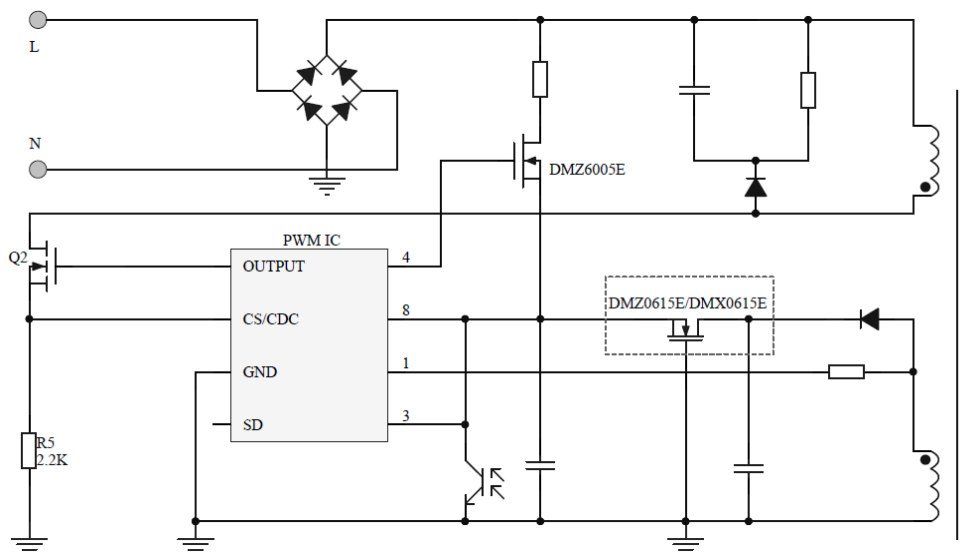 L
N
DMZ6005E
Q2
PWM IC
OUTPUT
4
DMZ0615E/DMX0615E
CS/CDC
8
GND
1
SD
3
R5
2.2K